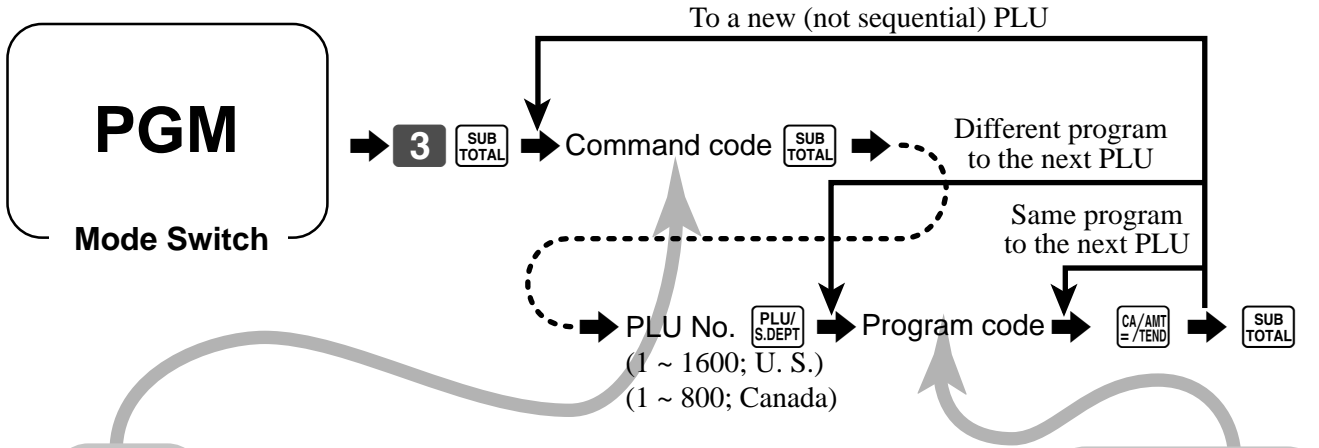 To a new (not sequential) PLU
PGM
Mode Switch
3 SUB TOTAL Command code SUB TOTAL
Different program
to the next PLU
Same program
to the next PLU
PLU No. PLU/ S.DEPT Program code CA/AMT = /TEND SUB TOTAL
(1 ~ 1600; U. S.)
(1 ~ 800; Canada)